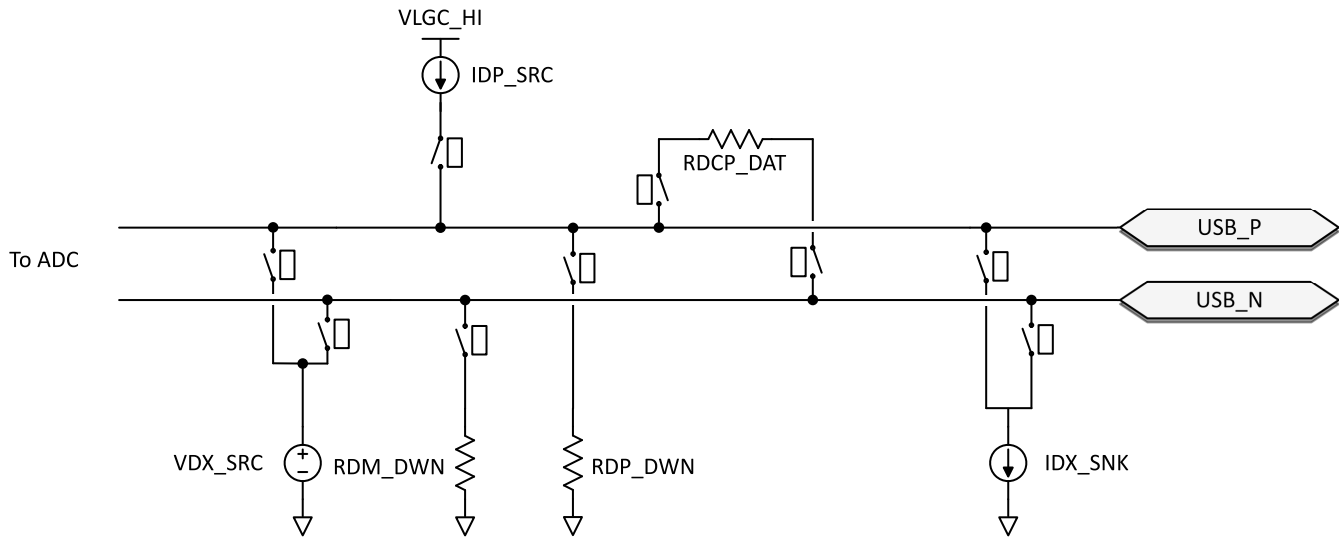 VLGC_HI
IDP_SRC
RDCP_DAT
USB_P
To ADC
USB_N
VDX_SRC
RDM_DWN
RDP_DWN
IDX_SNK